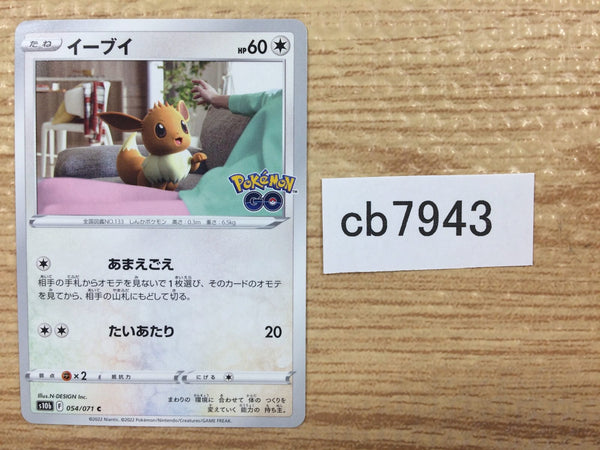 たね イーブイ HP60
Pokémon
GO
全国図鑑NO.133 しんかポケモン 高さ:0.3m 重さ:6.5kg
あまえごえ
相手の手札からオモテを見ないで1枚選び、そのカードのオモテ
を見てから、相手の山札にもどして切る。
たいあたり 20
弱点 ×2 抵抗力 にげる
Illus.N-DESIGN Inc.
s10b F 054/071 C
まわりの 環境に 合わせて 体の つくりを
変えていく 能力の 持ち主。
©2022 Niantic. ©2022 Pokémon/Nintendo/Creatures/GAME FREAK.
cb7943